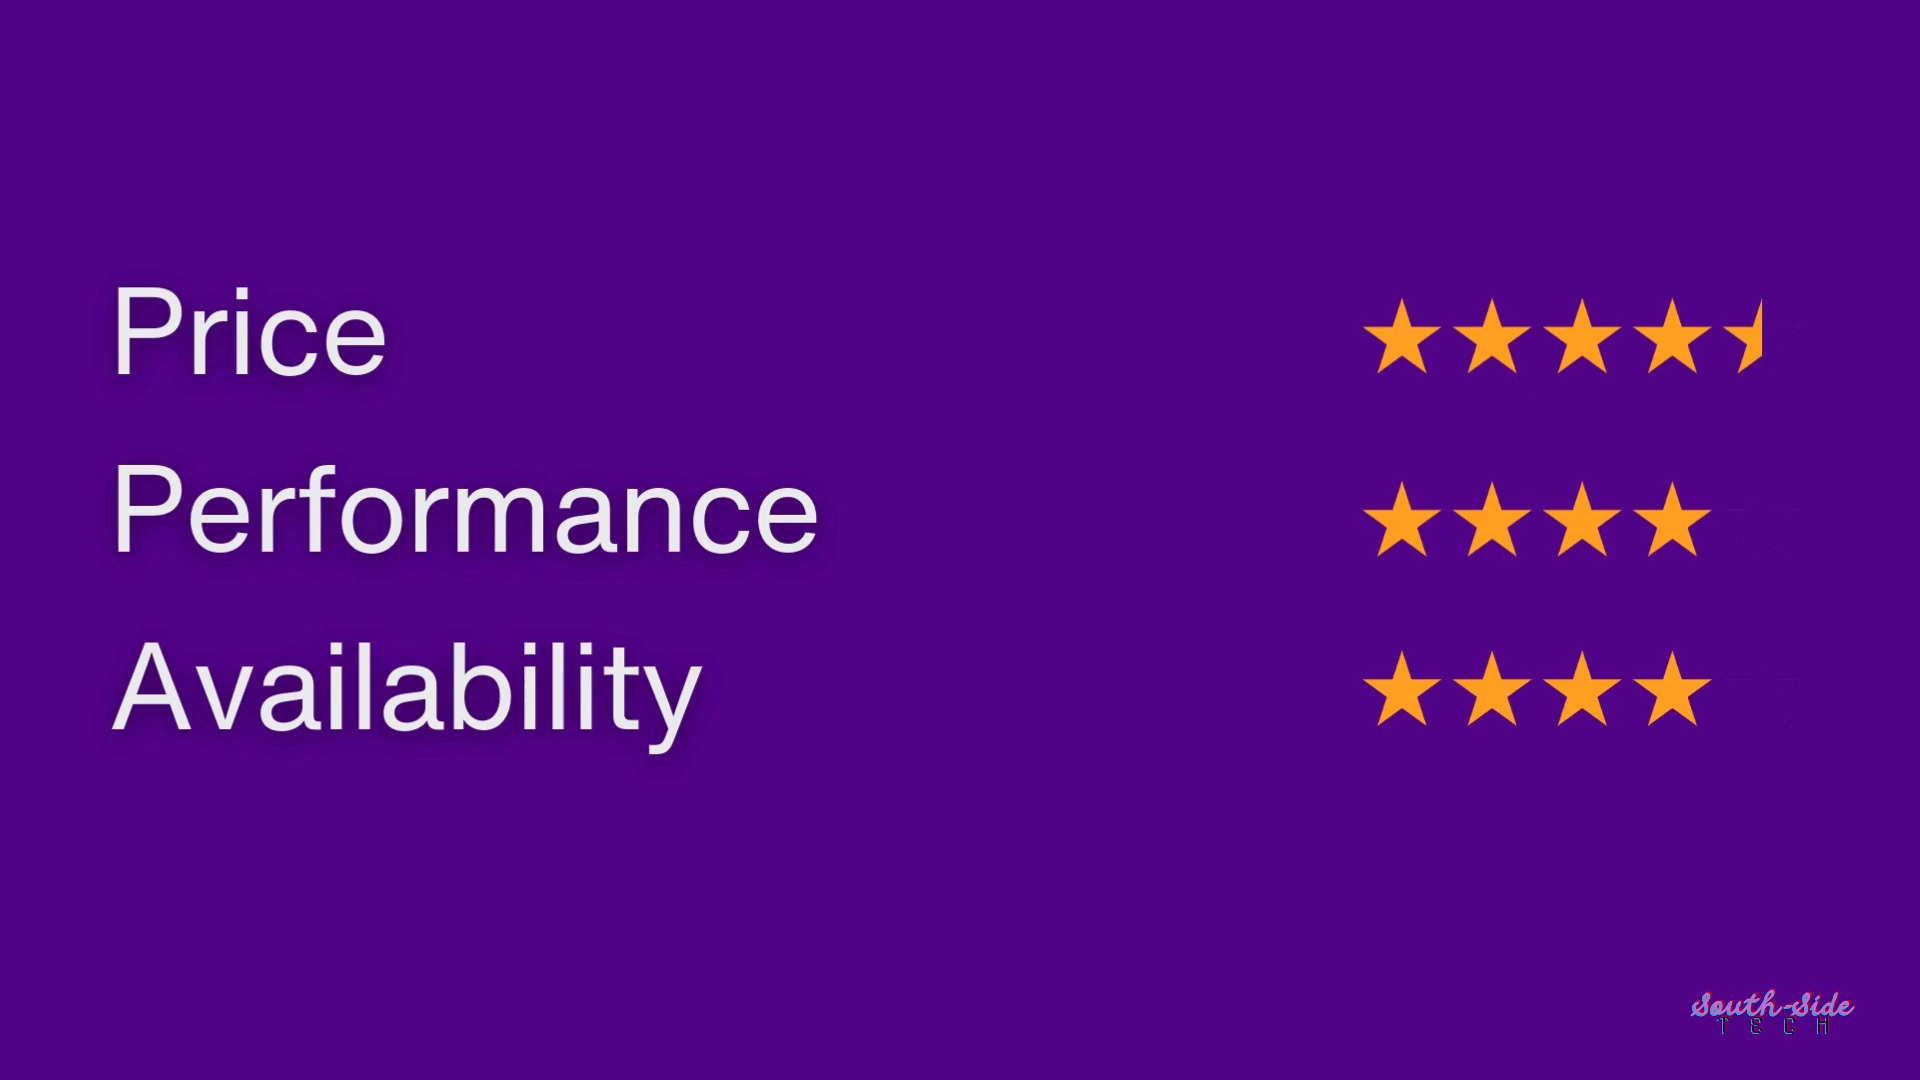 Price
Performance
Availability
South-Side
TECH